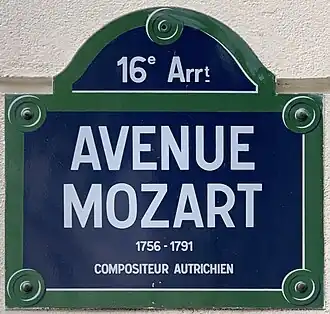 16e Arrt
AVENUE
MOZART
1756 - 1791
COMPOSITEUR AUTRICHIEN